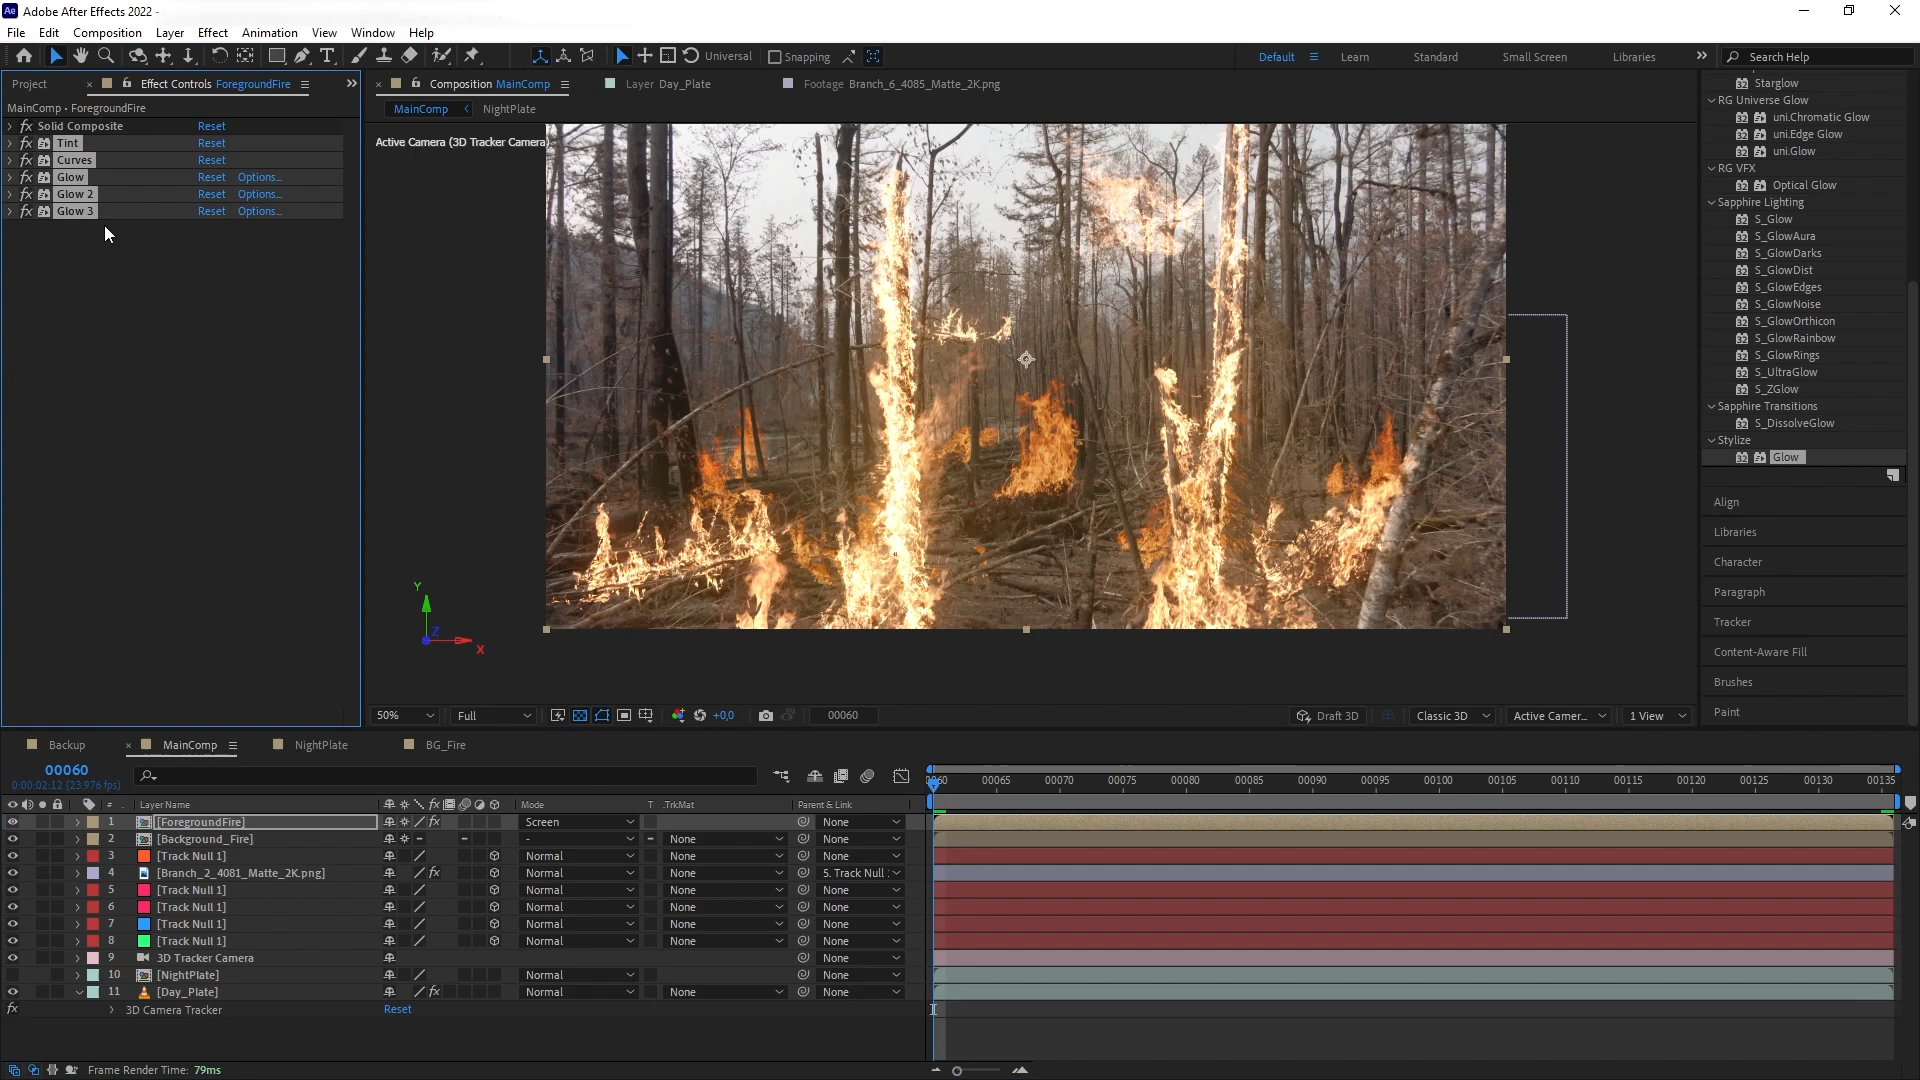 Adobe After Effects 2022 -
File Edit Composition Layer Effect Animation View Window Help
Universal Snapping Default Learn Standard Small Screen Libraries Search Help
Project Effect Controls ForegroundFire
Composition MainComp Layer Day_Plate Footage Branch_6_4085_Matte_2K.png
MainComp • ForegroundFire
MainComp NightPlate
fx Solid Composite Reset
fx Tint Reset
fx Curves Reset
fx Glow Reset Options...
fx Glow 2 Reset Options...
fx Glow 3 Reset Options...
Active Camera (3D Tracker Camera)
Y
Z
X
50% Full +0,0 00060 Draft 3D Classic 3D Active Camer... 1 View
Starglow
RG Universe Glow
uni.Chromatic Glow
uni.Edge Glow
uni.Glow
RG VFX
Optical Glow
Sapphire Lighting
S_Glow
S_GlowAura
S_GlowDarks
S_GlowDist
S_GlowEdges
S_GlowNoise
S_GlowOrthicon
S_GlowRainbow
S_GlowRings
S_UltraGlow
S_ZGlow
Sapphire Transitions
S_DissolveGlow
Stylize
Glow
Align
Libraries
Character
Paragraph
Tracker
Content-Aware Fill
Brushes
Paint
Backup MainComp NightPlate BG_Fire
00060
0:00:02:12 (23.976 fps)
00065 00070 00075 00080 00085 00090 00095 00100 00105 00110 00115 00120 00125 00130 00135
# Layer Name Mode T .TrkMat Parent & Link
1 [ForegroundFire] Screen None
2 [Background_Fire] - None None
3 [Track Null 1] Normal None None
4 [Branch_2_4081_Matte_2K.png] Normal None 5. Track Null
5 [Track Null 1] Normal None None
6 [Track Null 1] Normal None None
7 [Track Null 1] Normal None None
8 [Track Null 1] Normal None None
9 3D Tracker Camera None
10 [NightPlate] Normal None
11 [Day_Plate] Normal None None
fx 3D Camera Tracker Reset
Frame Render Time: 79ms